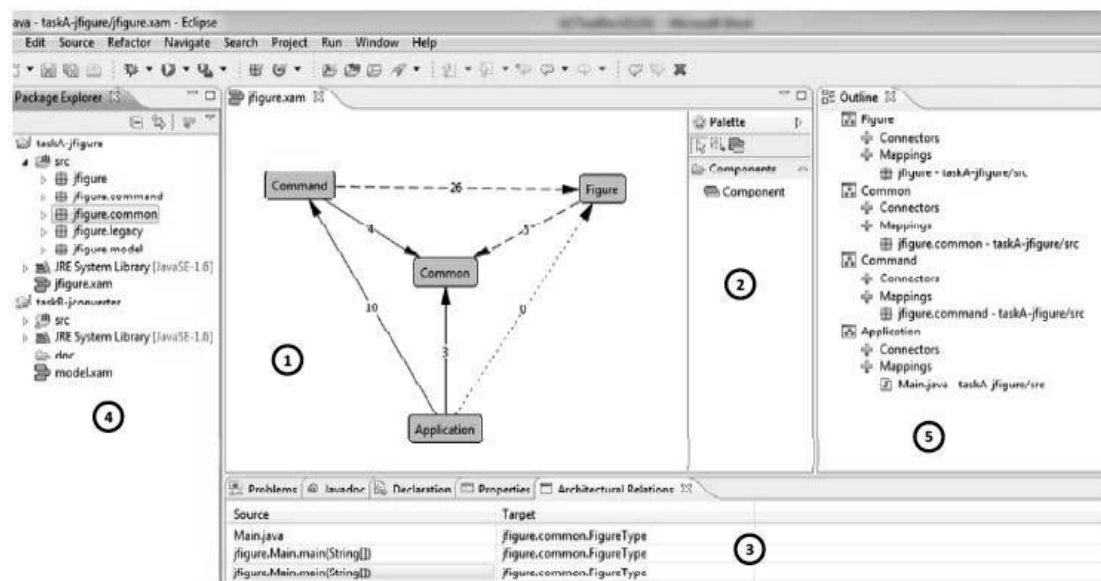 ava - taskA-jfigure/jfigure.xam - Eclipse
Edit Source Refactor Navigate Search Project Run Window Help
Package Explorer
taskA-jfigure
src
jfigure
jfigure.command
jfigure.common
jfigure.legacy
jfigure.model
JRE System Library [JavaSE-1.6]
jfigure.xam
taskB-jconverter
src
JRE System Library [JavaSE-1.6]
doc
model.xam
4
jfigure.xam
Command
26
Figure
4
5
Common
10
0
3
1
Application
Palette
Components
Component
2
Outline
Figure
Connectors
Mappings
jfigure - taskA-jfigure/src
Common
Connectors
Mappings
jfigure.common - taskA-jfigure/src
Command
Connectors
Mappings
jfigure.command - taskA-jfigure/src
Application
Connectors
Mappings
Main.java - taskA-jfigure/src
5
Problems @ Javadoc Declaration Properties Architectural Relations
Source Target
Main.java jfigure.common.FigureType
jfigure.Main.main(String[]) jfigure.common.FigureType
jfigure.Main.main(String[]) jfigure.common.FigureType
3